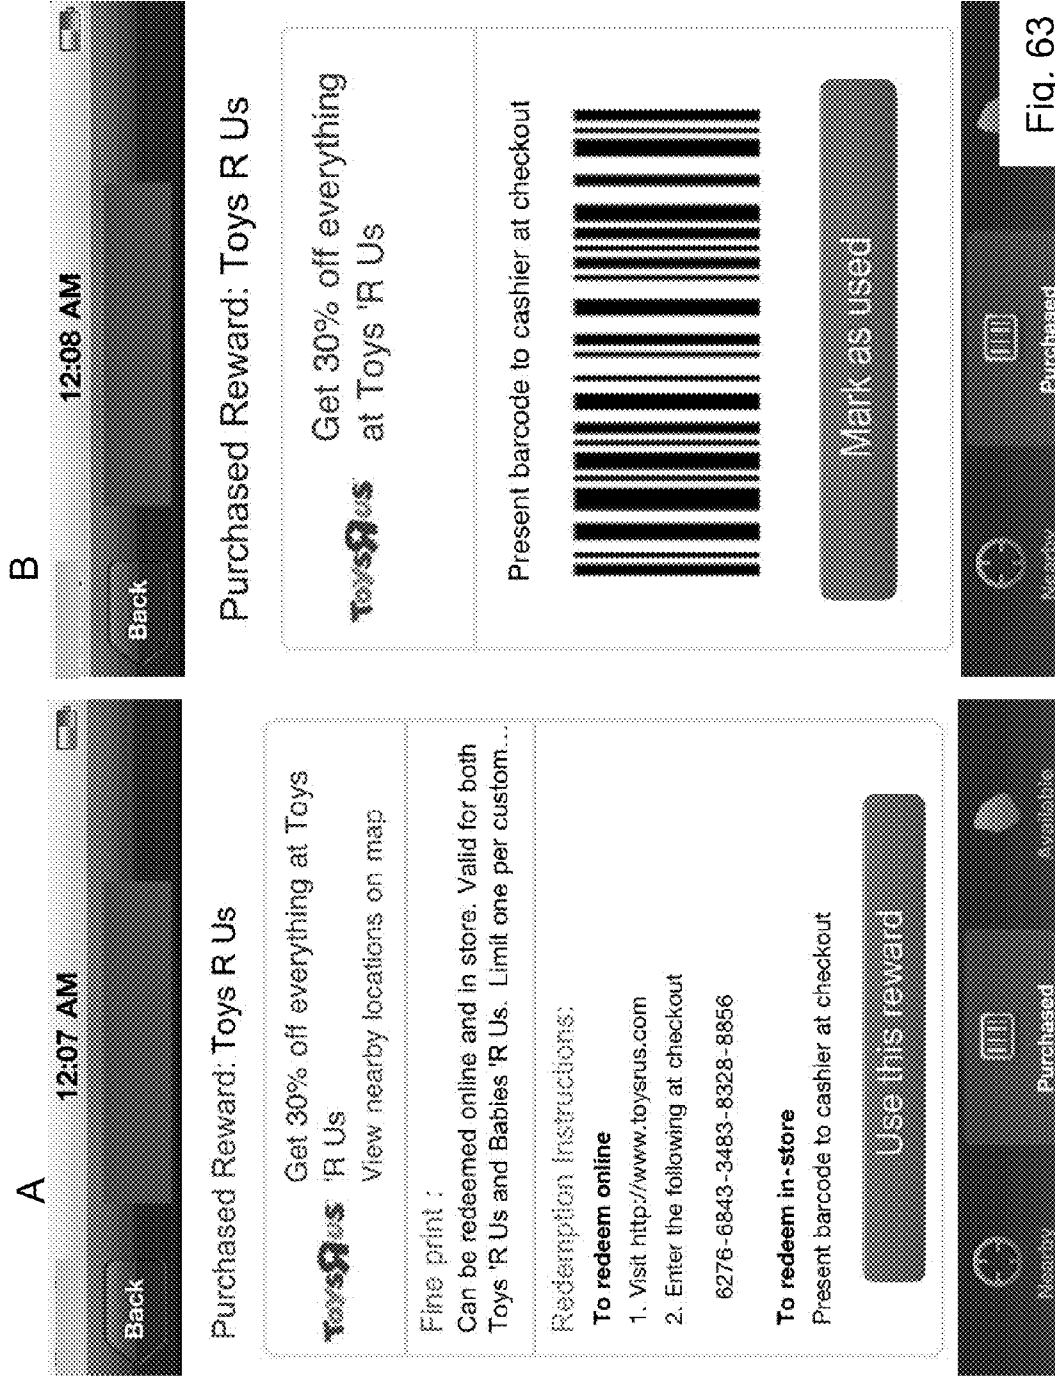 A
12:07 AM
Back
Purchased Reward: Toys R Us
ToysRus
Get 30% off everything at Toys
'R Us
View nearby locations on map
Fine print :
Can be redeemed online and in store. Valid for both
Toys 'R Us and Babies 'R Us. Limit one per custom...
Redemption Instructions:
To redeem online
1. Visit http://www.toysrus.com
2. Enter the following at checkout
6276-6843-3483-8328-8856
To redeem in-store
Present barcode to cashier at checkout
Use this reward
Purchased
Available
B
12:08 AM
Back
Purchased Reward: Toys R Us
ToysRus
Get 30% off everything
at Toys 'R Us
Present barcode to cashier at checkout
Mark as used
Purchased
Fig. 63